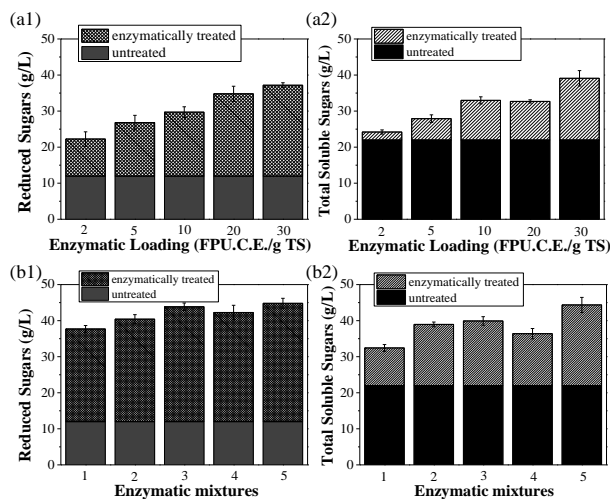 (a1)
enzymatically treated
untreated
Reduced Sugars (g/L)
50
40
30
20
10
0
2 5 10 20 30
Enzymatic Loading (FPU.C.E./g TS)
(a2)
enzymatically treated
untreated
Total Soluble Sugars (g/L)
50
40
30
20
10
0
2 5 10 20 30
Enzymatic Loading (FPU.C.E./g TS)
(b1)
enzymatically treated
untreated
Reduced Sugars (g/L)
50
40
30
20
10
0
1 2 3 4 5
Enzymatic mixtures
(b2)
enzymatically treated
untreated
Total Soluble Sugars (g/L)
50
40
30
20
10
0
1 2 3 4 5
Enzymatic mixtures